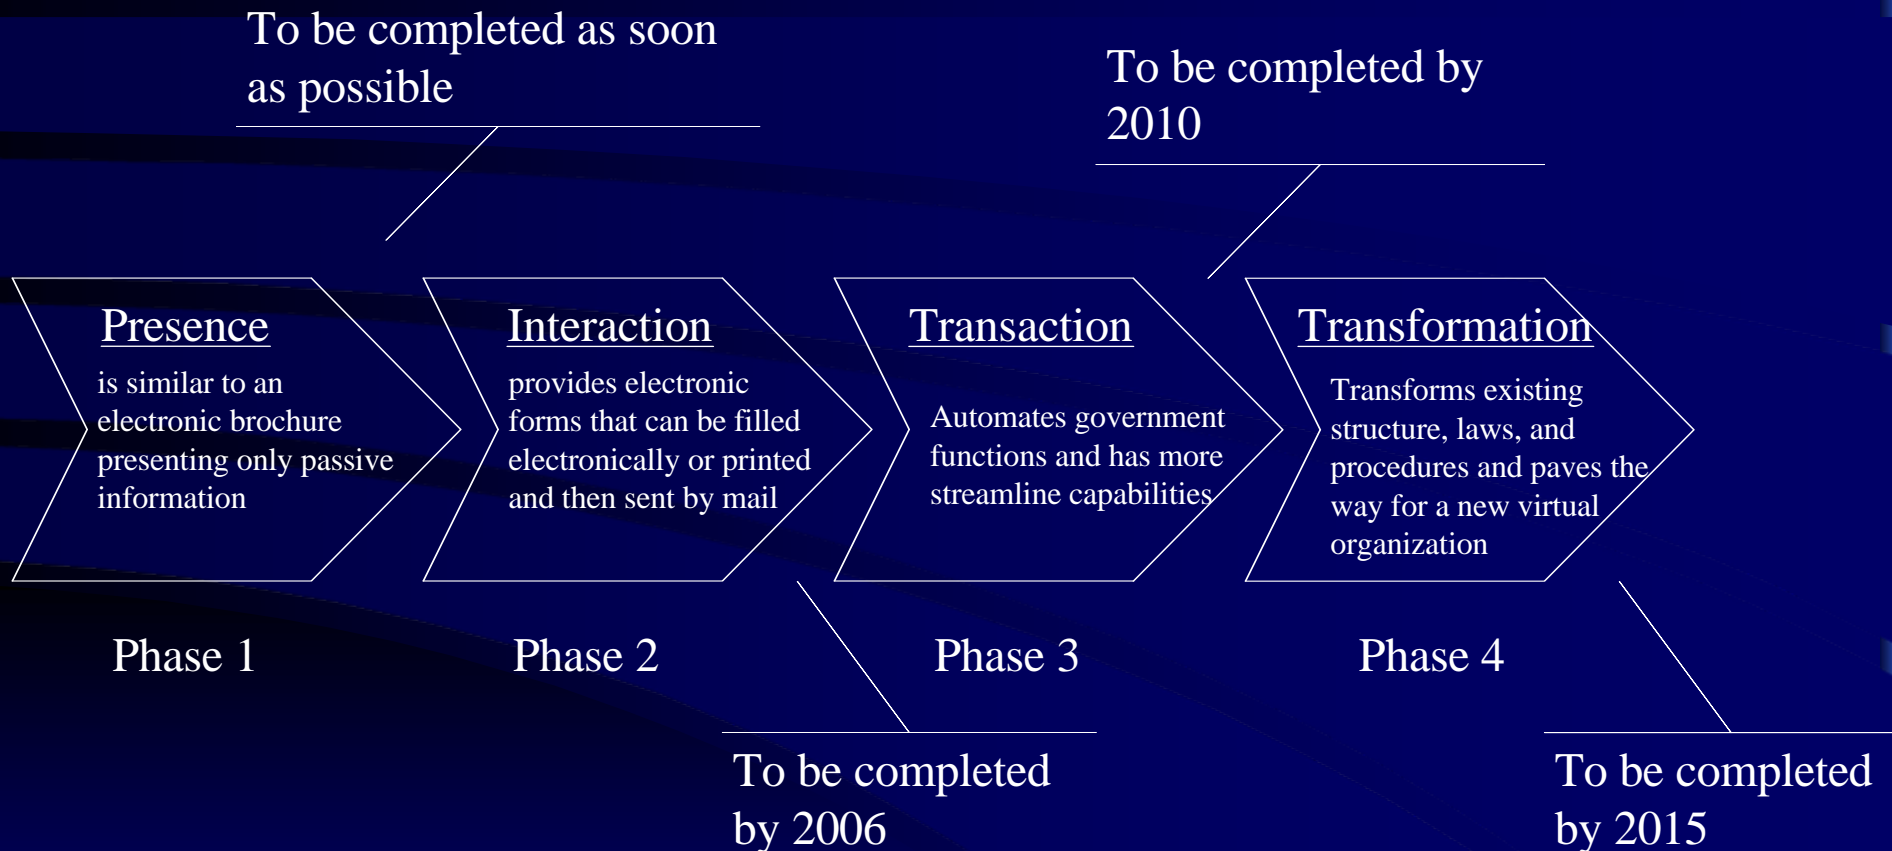 To be completed as soon
as possible
To be completed by
2010
Presence
is similar to an
electronic brochure
presenting only passive
information
Interaction
provides electronic
forms that can be filled
electronically or printed
and then sent by mail
Transaction
Automates government
functions and has more
streamline capabilities
Transformation
Transforms existing
structure, laws, and
procedures and paves the
way for a new virtual
organization
Phase 1
Phase 2
Phase 3
Phase 4
To be completed
by 2006
To be completed
by 2015